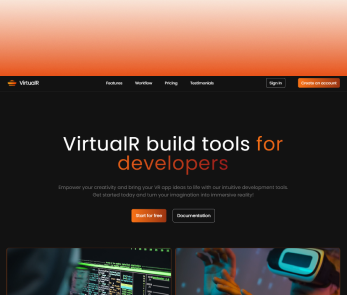 VirtualR
Features Workflow Pricing Testimonials
Sign In Create an account
VirtualR build tools for
developers
Empower your creativity and bring your VR app ideas to life with our intuitive development tools.
Get started today and turn your imagination into immersive reality!
Start for free Documentation